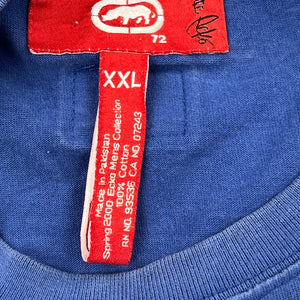 72
XXL
Made in Pakistan
Spring 2000 Ecko Mens Collection
100% Cotton
RN NO. 93536 CA NO. 07243